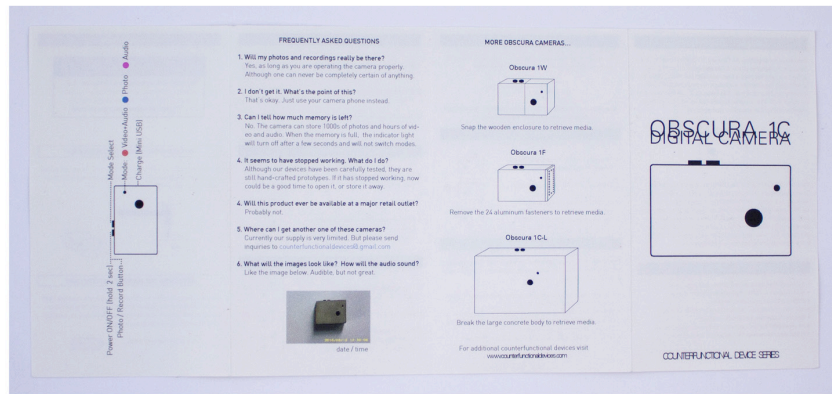 Mode Select
Mode: Video+Audio Photo Audio
Charge (Mini USB)
Power ON/OFF (hold 2 sec)
Photo / Record Button
FREQUENTLY ASKED QUESTIONS
1. Will my photos and recordings really be there?
Yes, as long as you are operating the camera properly.
Although one can never be completely certain of anything.
2. I don't get it. What's the point of this?
That's okay. Just use your camera phone instead.
3. Can I tell how much memory is left?
No. The camera can store 1000s of photos and hours of vid-
eo and audio. When the memory is full, the indicator light
will turn off after a few seconds and will not switch modes.
4. It seems to have stopped working. What do I do?
Although our devices have been carefully tested, they are
still hand-crafted prototypes. If it has stopped working, now
could be a good time to open it, or store it away.
4. Will this product ever be available at a major retail outlet?
Probably not.
5. Where can I get another one of these cameras?
Currently our supply is very limited. But please send
inquiries to counterfunctionaldevices@gmail.com
6. What will the images look like? How will the audio sound?
Like the image below. Audible, but not great.
date / time
MORE OBSCURA CAMERAS...
Obscura 1W
Snap the wooden enclosure to retrieve media.
Obscura 1F
Remove the 24 aluminum fasteners to retrieve media.
Obscura 1C-L
Break the large concrete body to retrieve media.
For additional counterfunctional devices visit
www.counterfunctionaldevices.com
OBSCURA 1C
DIGITAL CAMERA
COUNTERFUNCTIONAL DEVICE SERIES